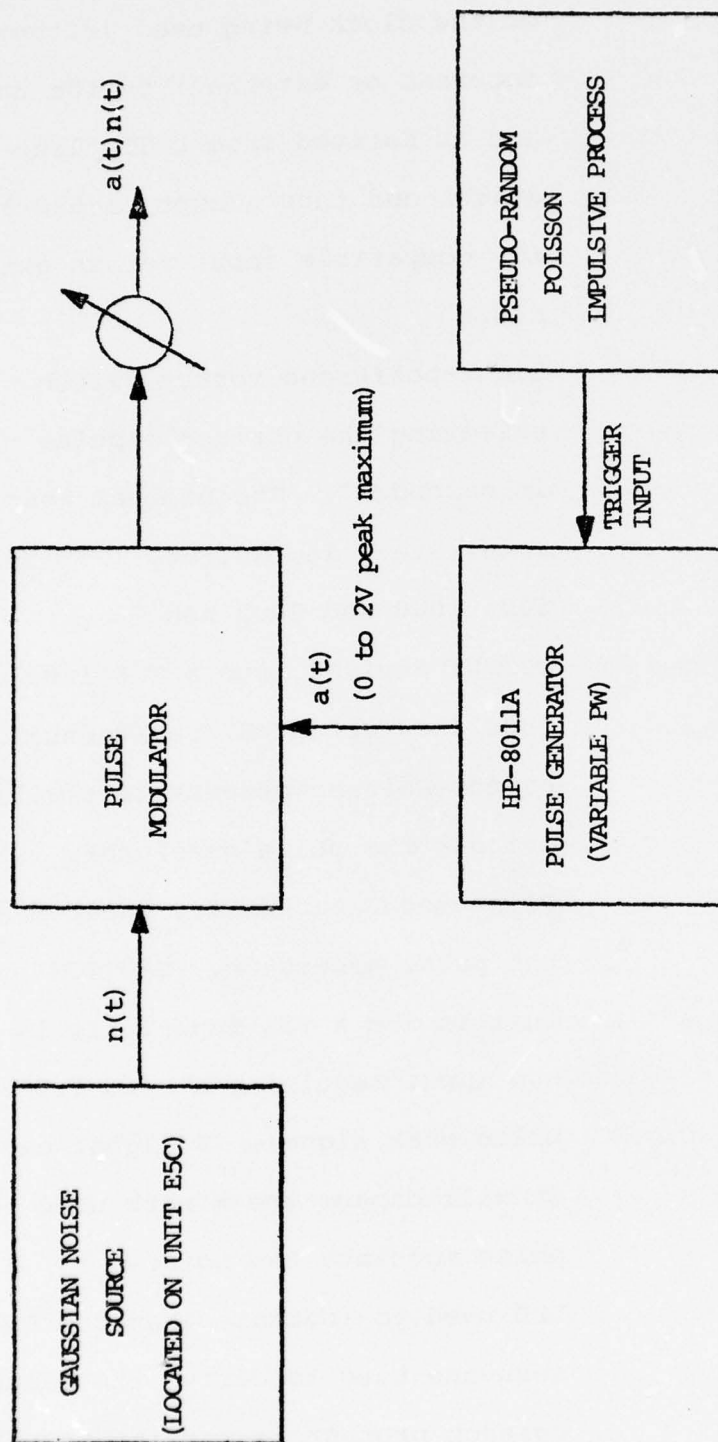 GAUSSIAN NOISE
SOURCE
(LOCATED ON UNIT E5C)
n(t)
PULSE
MODULATOR
a(t)n(t)
a(t)
(0 to 2V peak maximum)
HP-8011A
PULSE GENERATOR
(VARIABLE PW)
TRIGGER
INPUT
PSEUDO-RANDOM
POISSON
IMPULSIVE PROCESS